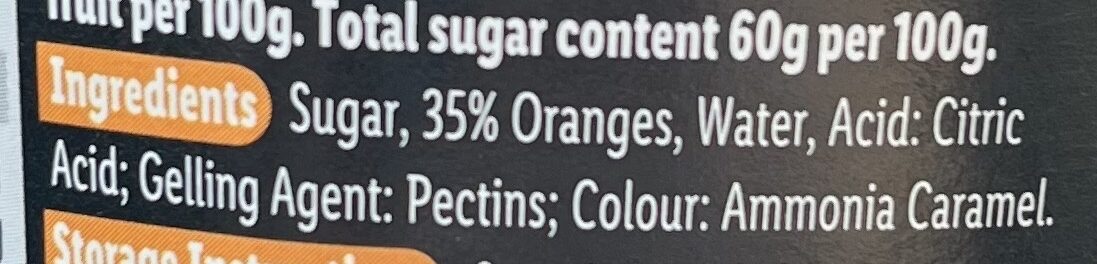 fruit per 100g. Total sugar content 60g per 100g.
Ingredients Sugar, 35% Oranges, Water, Acid: Citric
Acid; Gelling Agent: Pectins; Colour: Ammonia Caramel.
Storage